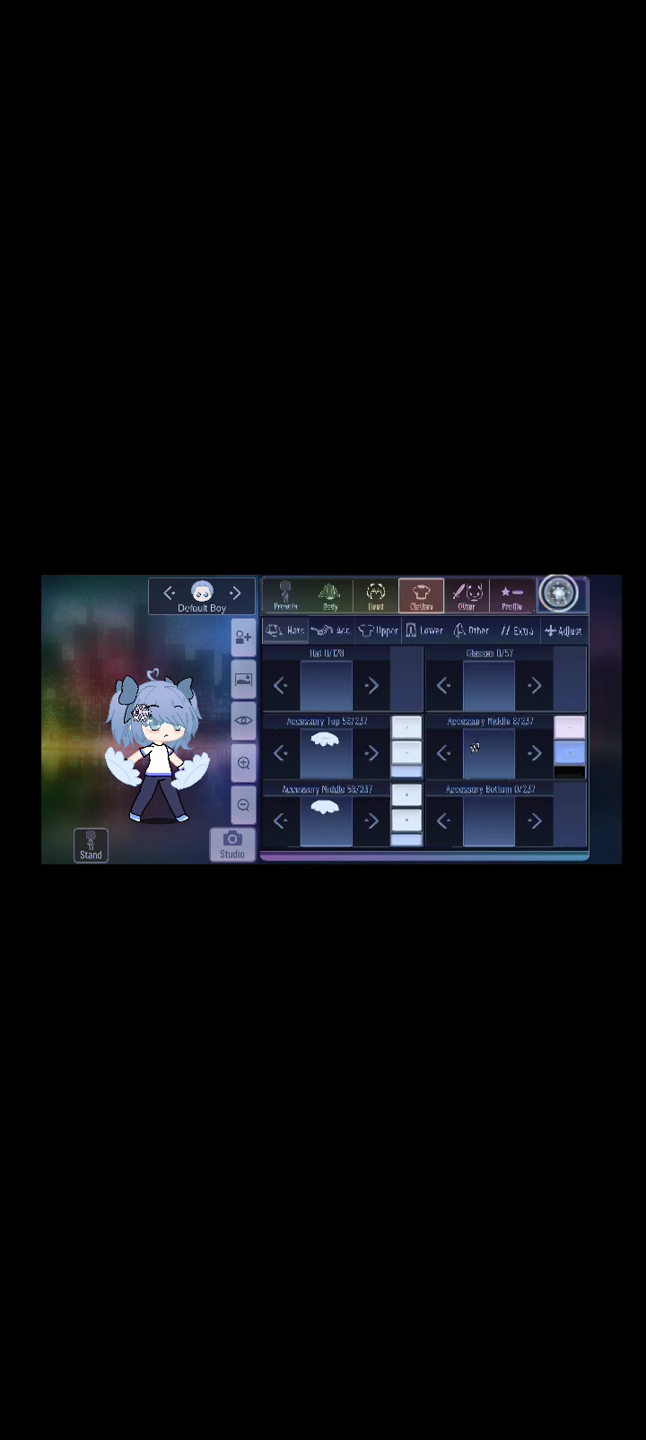 Default Boy
Presets
Body
Head
Clothes
Other
Profile
Hats
Acc.
Upper
Lower
Other
Extra
Adjust
Hat 0/128
Glasses 0/57
Accessory Top 58/237
Accessory Middle 8/237
Accessory Middle 58/237
Accessory Bottom 0/237
Stand
Studio